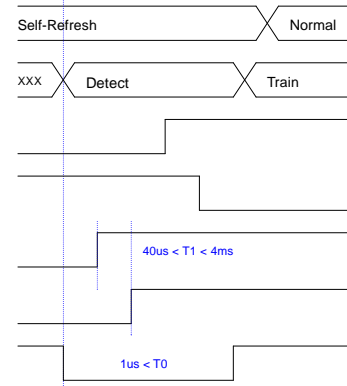 Self-Refresh Normal
XXX Detect Train
40us < T1 < 4ms
1us < T0